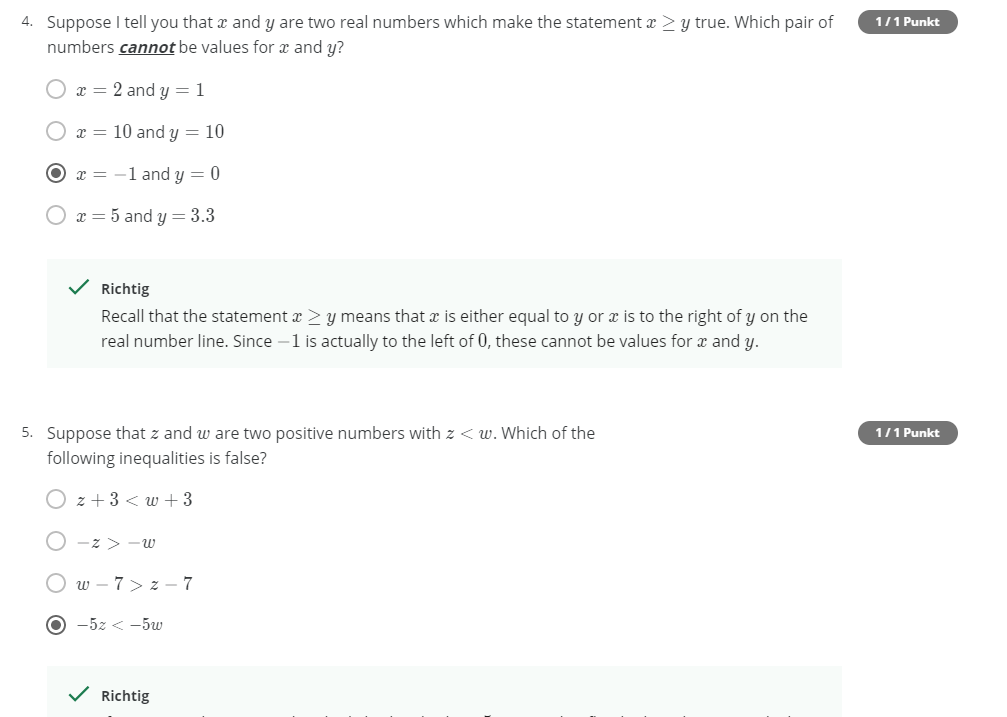 4. Suppose I tell you that x and y are two real numbers which make the statement x ≥ y true. Which pair of
numbers cannot be values for x and y?
1 / 1 Punkt
x = 2 and y = 1
x = 10 and y = 10
x = −1 and y = 0
x = 5 and y = 3.3
Richtig
Recall that the statement x ≥ y means that x is either equal to y or x is to the right of y on the
real number line. Since −1 is actually to the left of 0, these cannot be values for x and y.
5. Suppose that z and w are two positive numbers with z < w. Which of the
following inequalities is false?
1 / 1 Punkt
z + 3 < w + 3
−z > −w
w − 7 > z − 7
−5z < −5w
Richtig